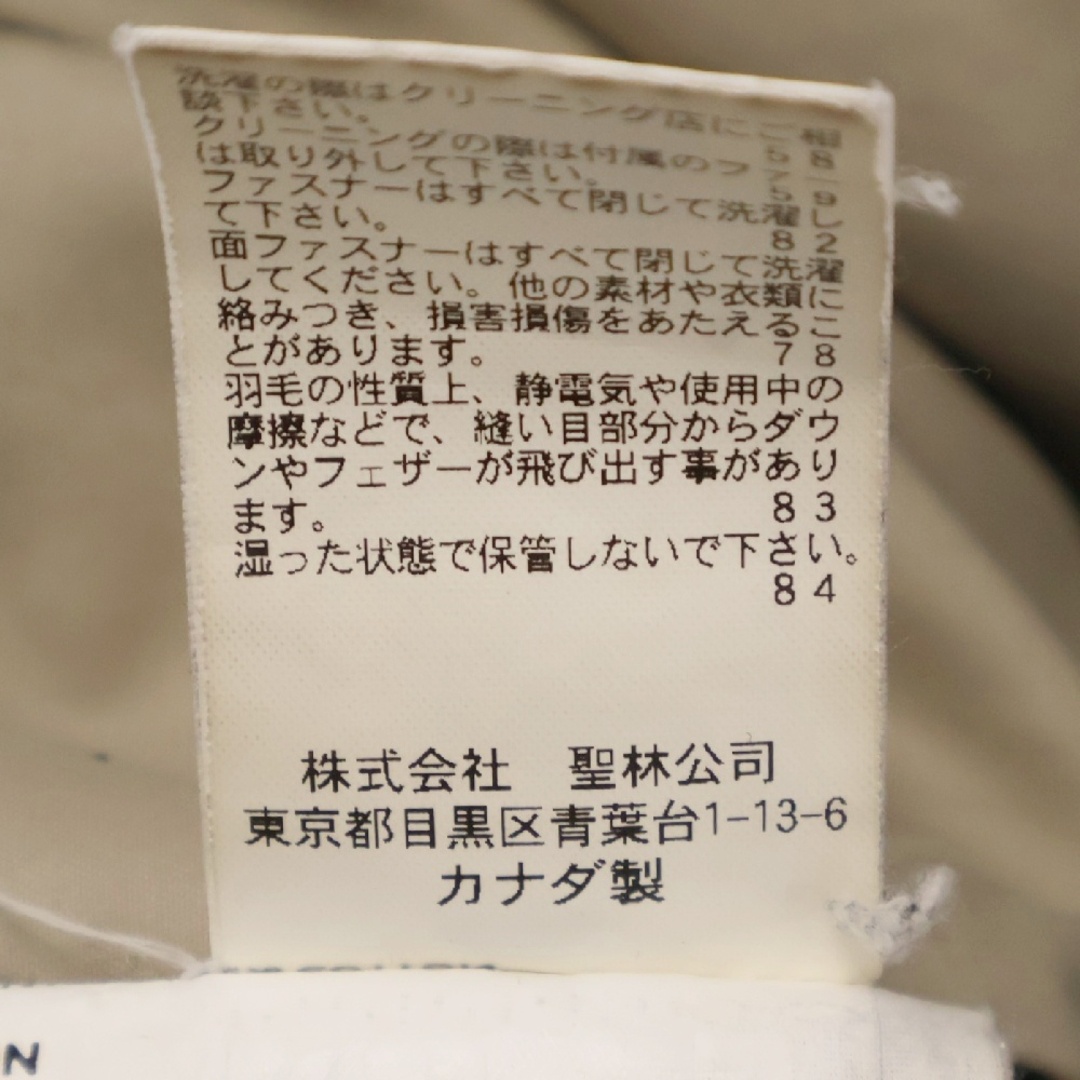 洗濯の際はクリーニング店にご相
談下さい。 58
クリーニングの際は付属のファー
は取り外して下さい。 59
ファスナーはすべて閉じて洗濯し
て下さい。 82
面ファスナーはすべて閉じて洗濯
してください。他の素材や衣類に
絡みつき、損害損傷をあたえるこ
とがあります。 78
羽毛の性質上、静電気や使用中の
摩擦などで、縫い目部分からダウ
ンやフェザーが飛び出す事があり
ます。 83
湿った状態で保管しないで下さい。
84
株式会社 聖林公司
東京都目黒区青葉台1-13-6
カナダ製
N